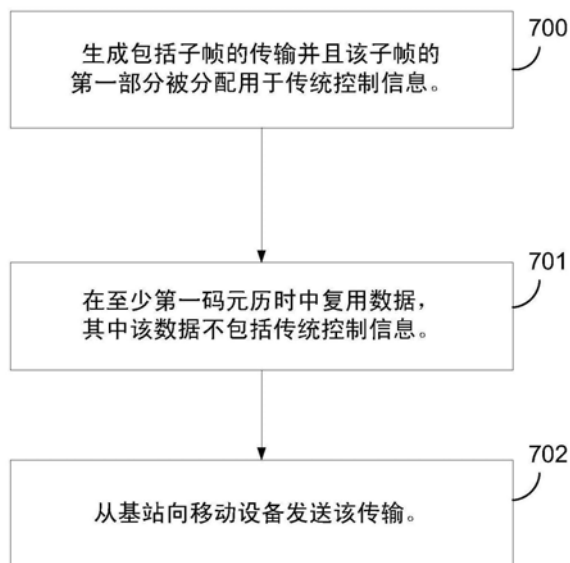 生成包括子帧的传输并且该子帧的
第一部分被分配用于传统控制信息。
700
在至少第一码元历时中复用数据，
其中该数据不包括传统控制信息。
701
从基站向移动设备发送该传输。
702